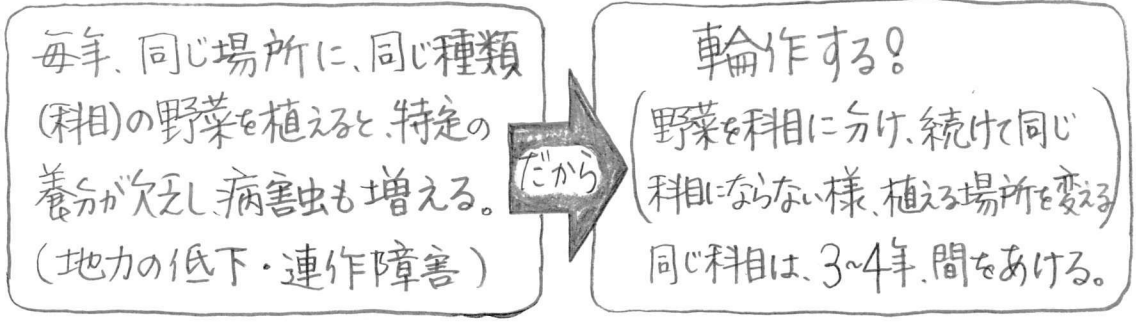 毎年、同じ場所に、同じ種類
(科目)の野菜を植えると、特定の
養分が欠乏し、病害虫も増える。
(地力の低下・連作障害)
だから
輪作する!
(野菜を科目に分け、続けて同じ
科目にならない様、植える場所を変える)
同じ科目は、3~4年、間をあける。